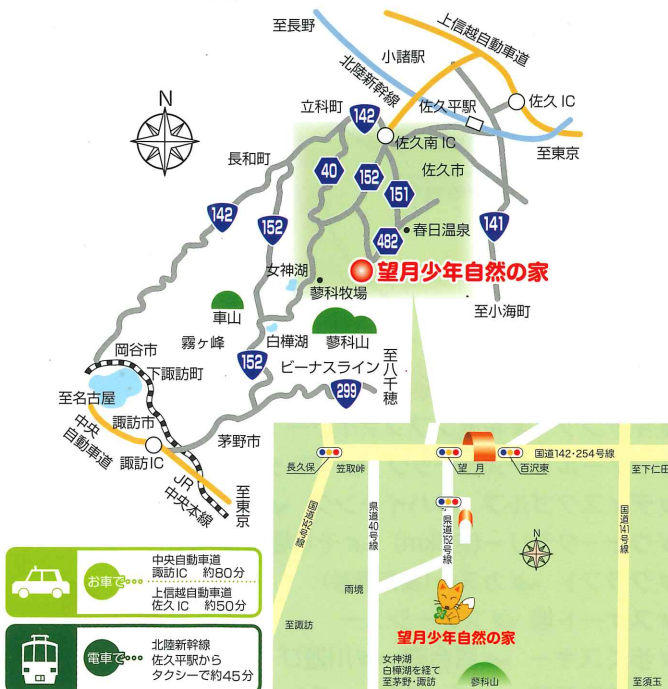 至長野
上信越自動車道
小諸駅
北陸新幹線
佐久平駅
佐久 IC
N
立科町
142
佐久南 IC
至東京
長和町
40
152
151
佐久市
142
152
482
春日温泉
141
女神湖
望月少年自然の家
蓼科牧場
至小海町
車山
白樺湖
蓼科山
霧ヶ峰
岡谷市
下諏訪町
152
ビーナスライン
至八千穂
299
至名古屋
諏訪市
中央
自動車道
諏訪IC
茅野市
JR
中央本線
至東京
国道142・254号線
長久保
笠取峠
望月
百沢東
至下仁田
県道40号線
県道152号線
国道141号線
N
雨境
至諏訪
望月少年自然の家
女神湖
白樺湖を経て
至茅野・諏訪
蓼科山
至須玉
お車で…
中央自動車道
諏訪IC 約80分
上信越自動車道
佐久 IC 約50分
電車で…
北陸新幹線
佐久平駅から
タクシーで約45分